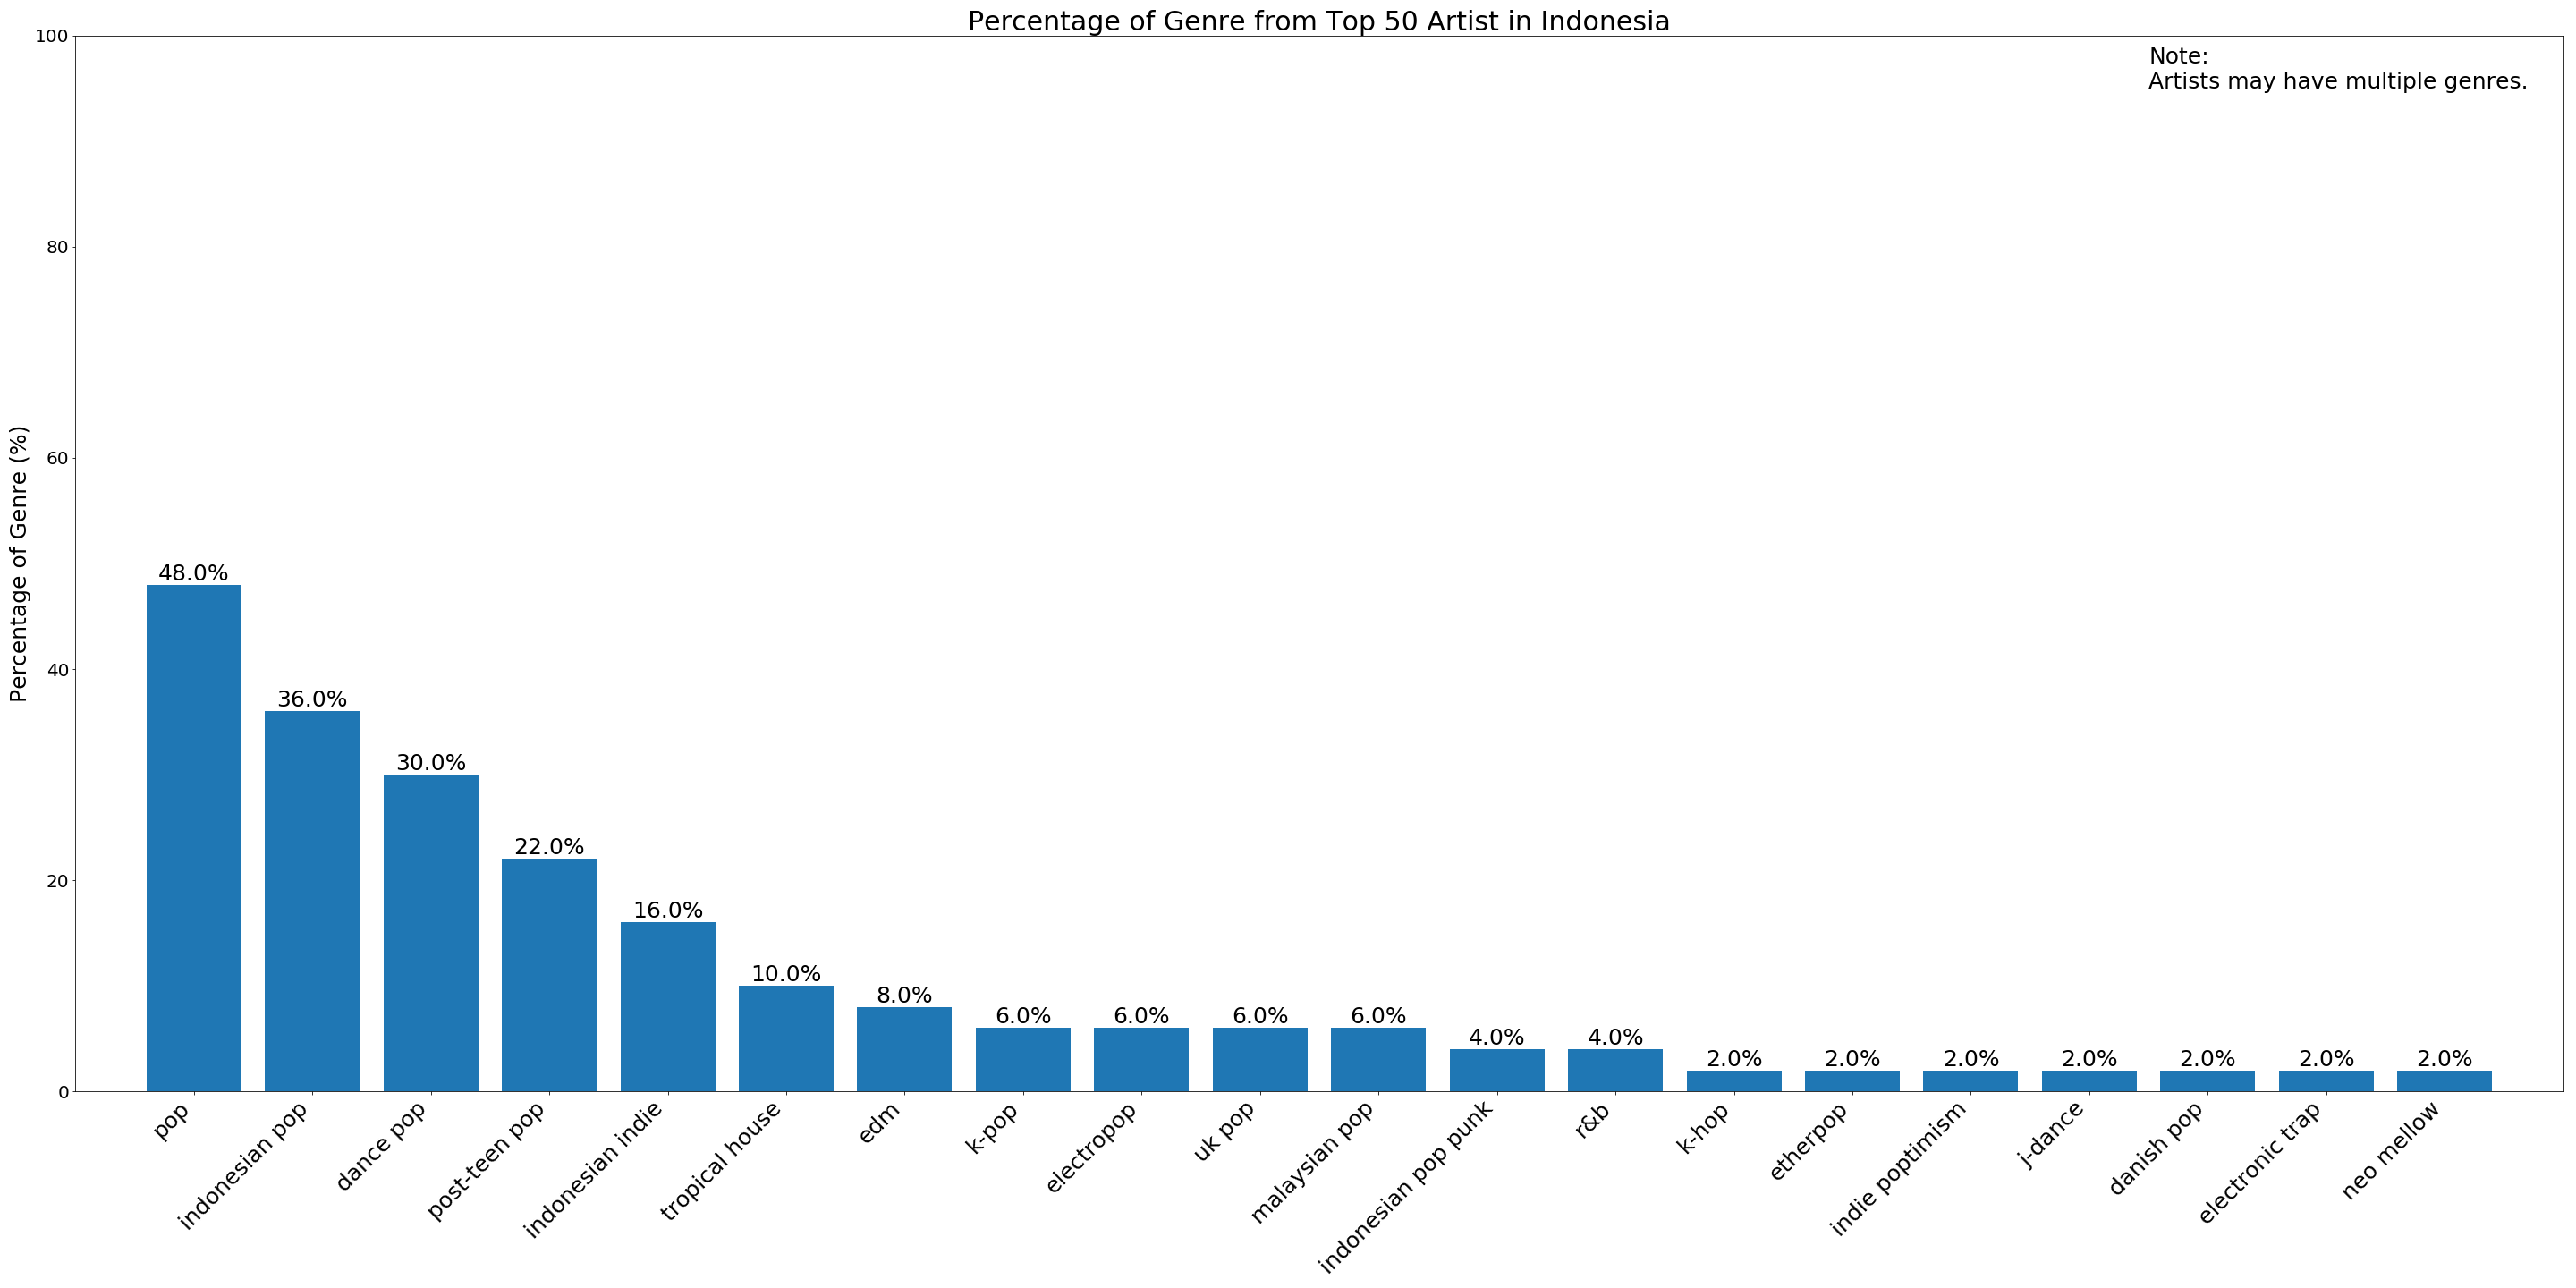 Percentage of Genre from Top 50 Artist in Indonesia
Note:
Artists may have multiple genres.
Percentage of Genre (%)
100
80
60
40
20
0
48.0%
36.0%
30.0%
22.0%
16.0%
10.0%
8.0%
6.0%
6.0%
6.0%
6.0%
4.0%
4.0%
2.0%
2.0%
2.0%
2.0%
2.0%
2.0%
2.0%
pop
indonesian pop
dance pop
post-teen pop
indonesian indie
tropical house
edm
k-pop
electropop
uk pop
malaysian pop
indonesian pop punk
r&b
k-hop
etherpop
indie poptimism
j-dance
danish pop
electronic trap
neo mellow